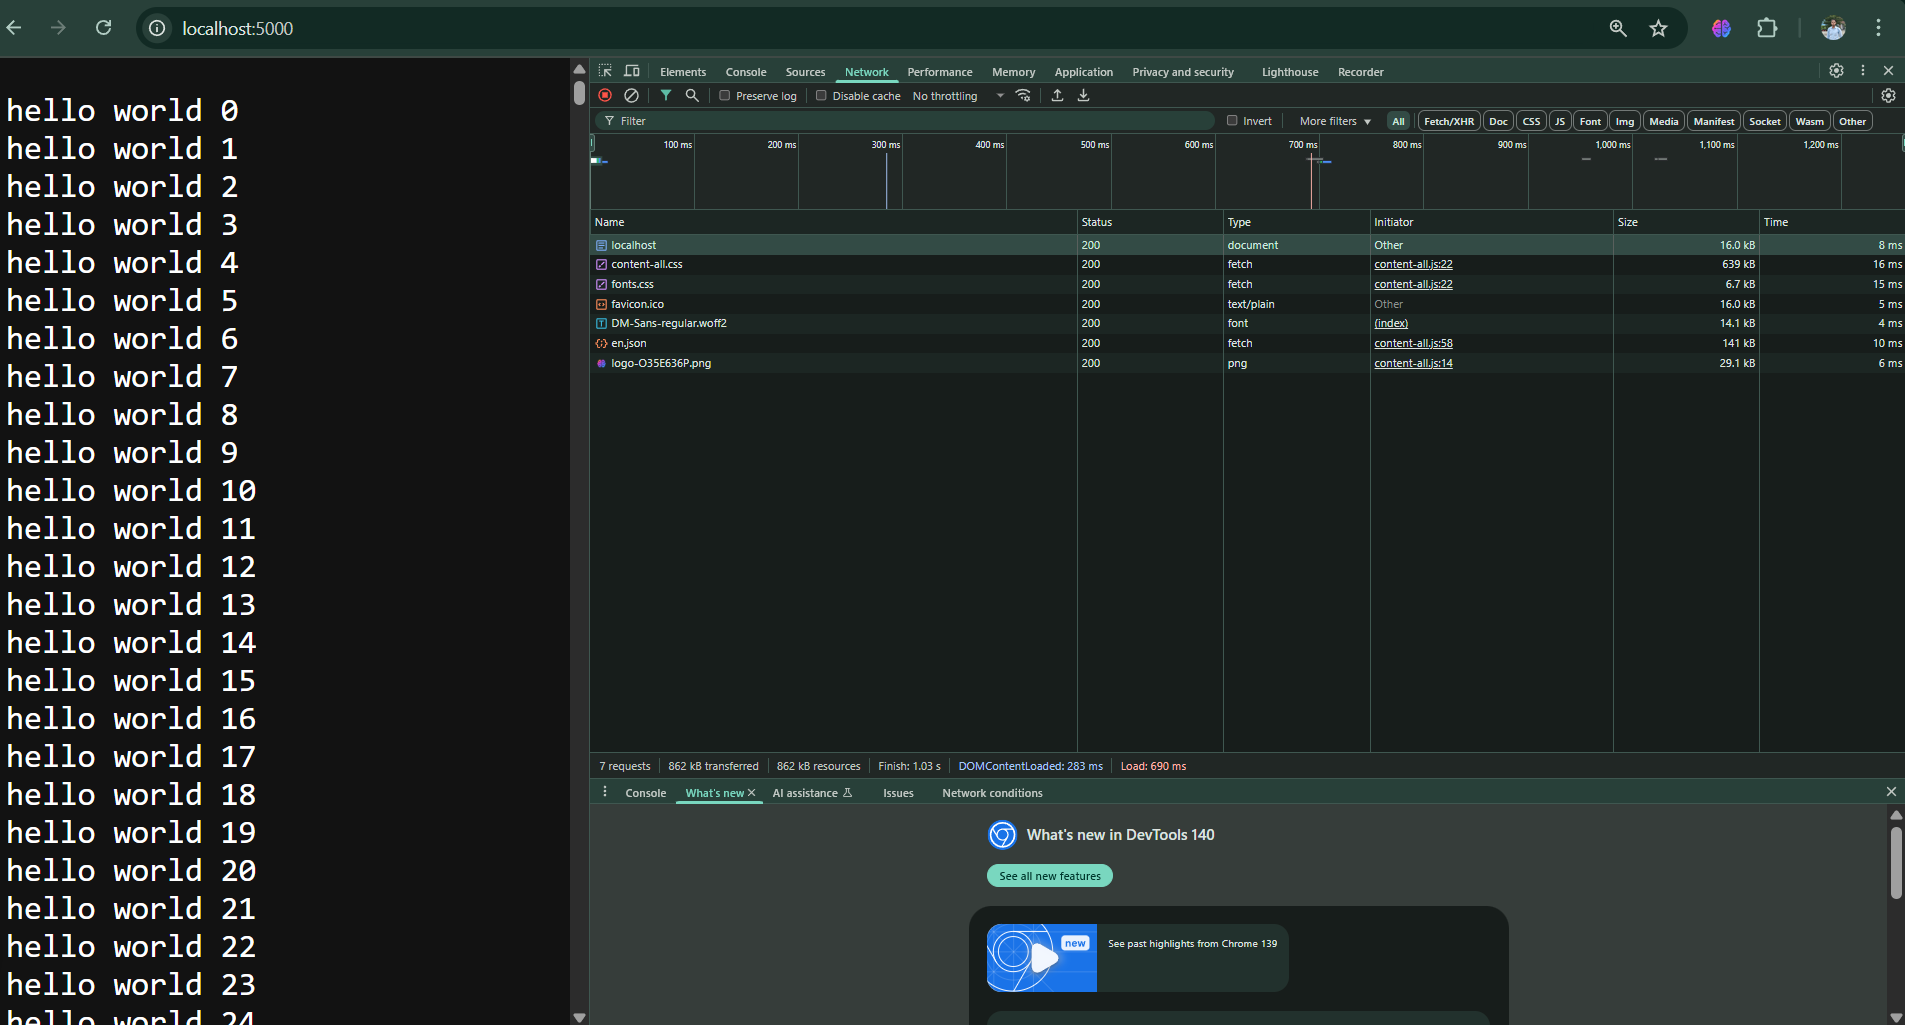 localhost:5000
hello world 0
hello world 1
hello world 2
hello world 3
hello world 4
hello world 5
hello world 6
hello world 7
hello world 8
hello world 9
hello world 10
hello world 11
hello world 12
hello world 13
hello world 14
hello world 15
hello world 16
hello world 17
hello world 18
hello world 19
hello world 20
hello world 21
hello world 22
hello world 23
hello world 24
Elements Console Sources Network Performance Memory Application Privacy and security Lighthouse Recorder
Preserve log Disable cache No throttling
Filter Invert More filters All Fetch/XHR Doc CSS JS Font Img Media Manifest Socket Wasm Other
100 ms 200 ms 300 ms 400 ms 500 ms 600 ms 700 ms 800 ms 900 ms 1,000 ms 1,100 ms 1,200 ms
Name Status Type Initiator Size Time
localhost 200 document Other 16.0 kB 8 ms
content-all.css 200 fetch content-all.js:22 639 kB 16 ms
fonts.css 200 fetch content-all.js:22 6.7 kB 15 ms
favicon.ico 200 text/plain Other 16.0 kB 5 ms
DM-Sans-regular.woff2 200 font (index) 14.1 kB 4 ms
en.json 200 fetch content-all.js:58 141 kB 10 ms
logo-O35E636P.png 200 png content-all.js:14 29.1 kB 6 ms
7 requests 862 kB transferred 862 kB resources Finish: 1.03 s DOMContentLoaded: 283 ms Load: 690 ms
Console What's new AI assistance Issues Network conditions
What's new in DevTools 140
See all new features
new
See past highlights from Chrome 139